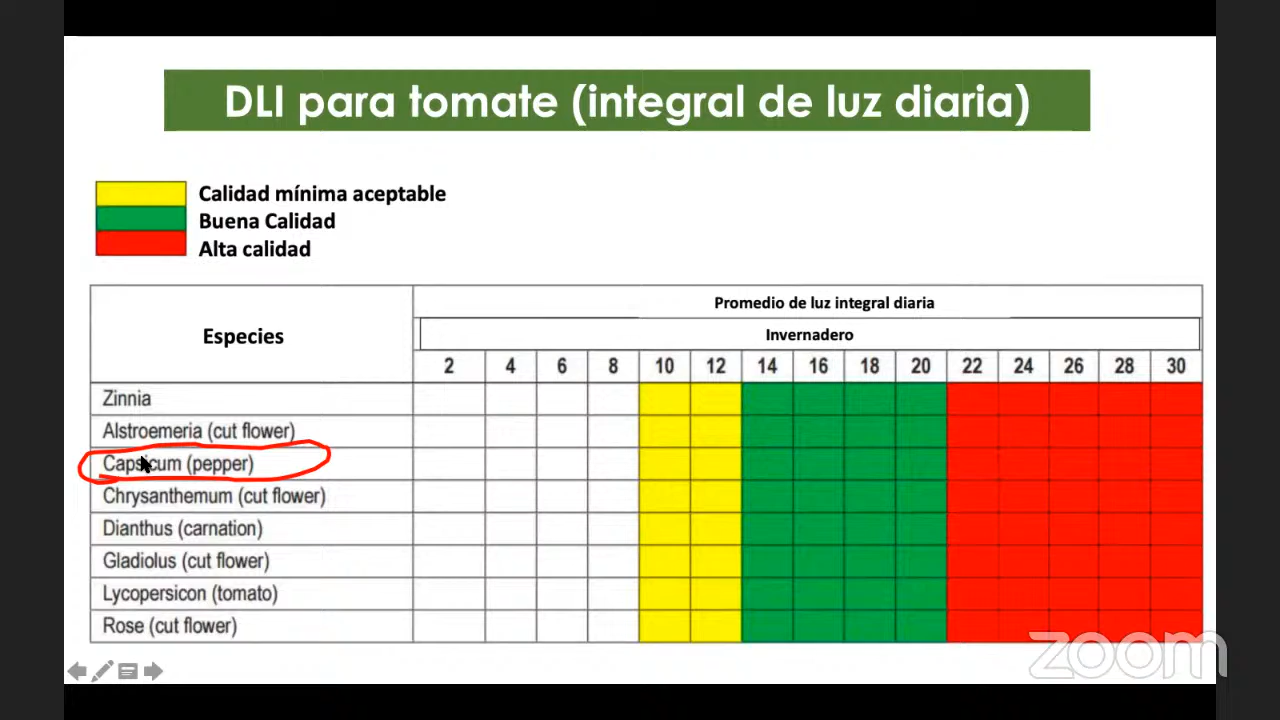 DLI para tomate (integral de luz diaria)
Calidad mínima aceptable
Buena Calidad
Alta calidad
Especies
Promedio de luz integral diaria
Invernadero
2 4 6 8 10 12 14 16 18 20 22 24 26 28 30
Zinnia
Alstroemeria (cut flower)
Capsicum (pepper)
Chrysanthemum (cut flower)
Dianthus (carnation)
Gladiolus (cut flower)
Lycopersicon (tomato)
Rose (cut flower)
zoom